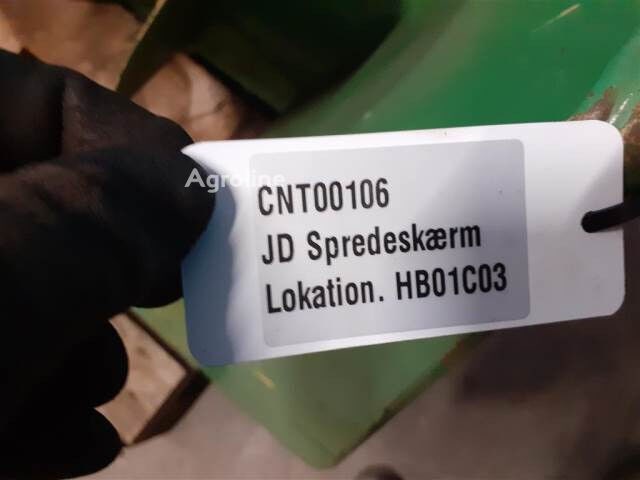 Agroline
CNT00106
JD Spredeskærm
Lokation. HB01C03